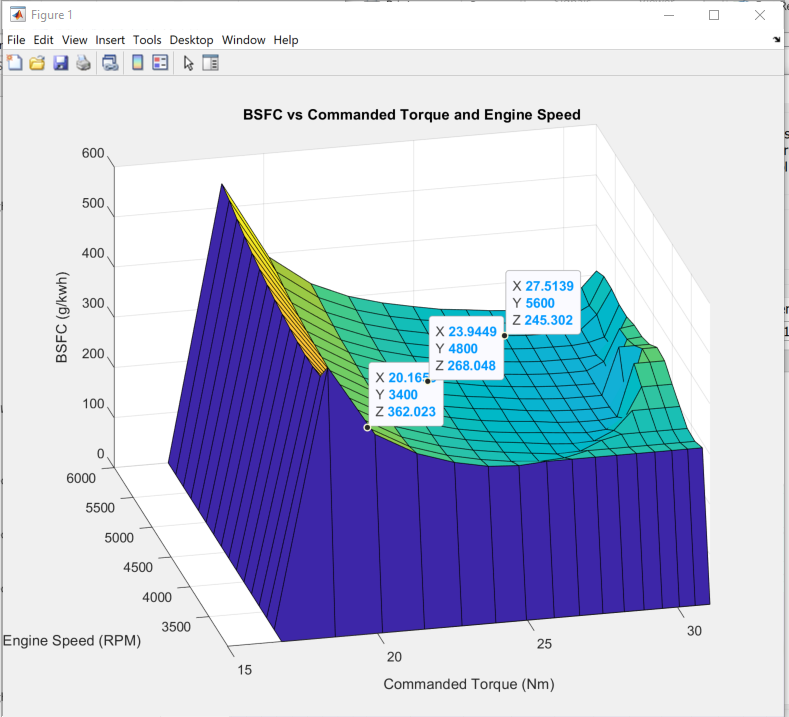 Figure 1
File Edit View Insert Tools Desktop Window Help
BSFC vs Commanded Torque and Engine Speed
600
500
400
300
200
100
0
BSFC (g/kwh)
X 27.5139
Y 5600
Z 245.302
X 23.9449
Y 4800
Z 268.048
X 20.165
Y 3400
Z 362.023
6000
5500
5000
4500
4000
3500
Engine Speed (RPM)
15
20
25
30
Commanded Torque (Nm)